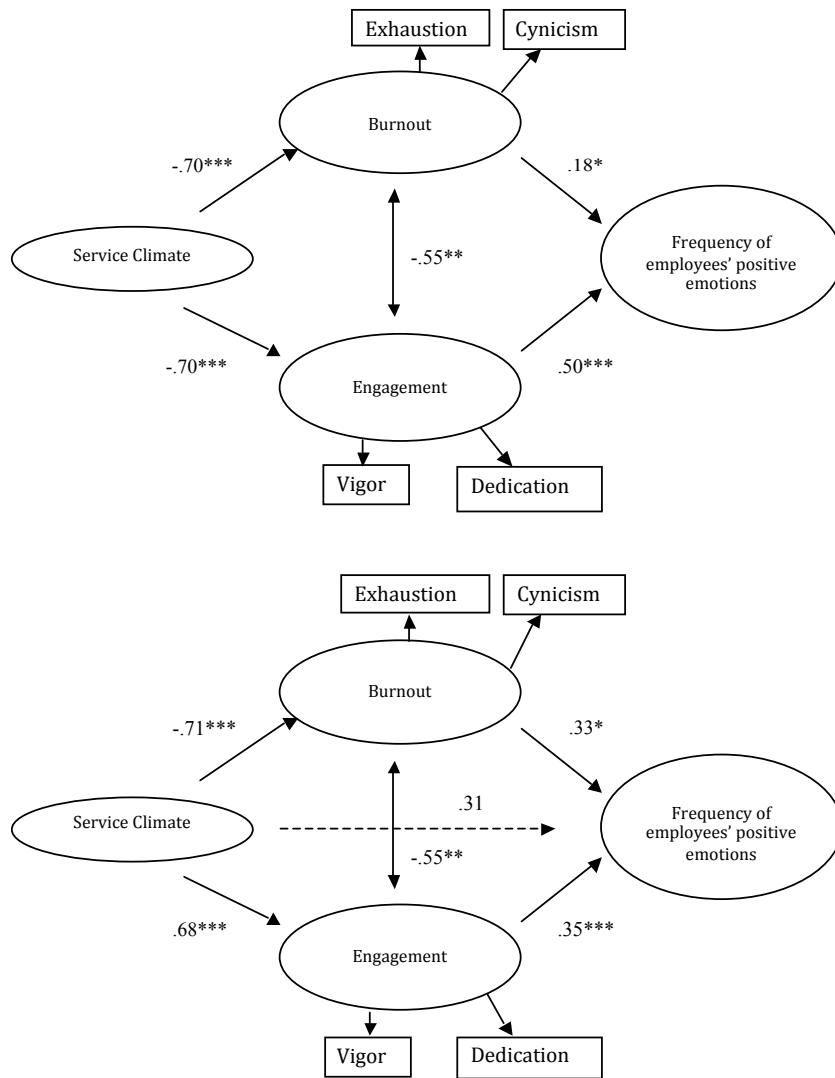 Exhaustion
Cynicism
Burnout
-.70***
.18*
Service Climate
-.55**
Frequency of
employees’ positive
emotions
-.70***
.50***
Engagement
Vigor
Dedication
Exhaustion
Cynicism
Burnout
-.71***
.33*
.31
Service Climate
Frequency of
employees’ positive
emotions
-.55**
.68***
.35***
Engagement
Vigor
Dedication